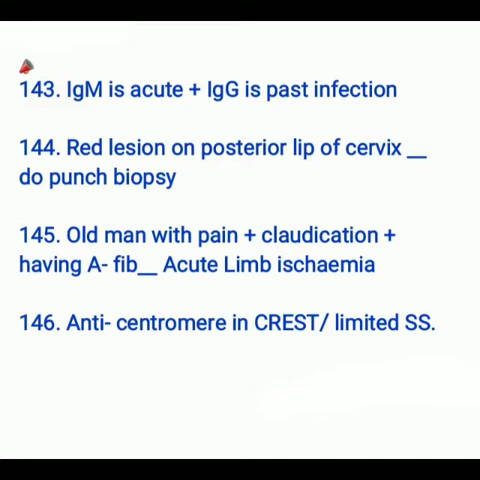 143. IgM is acute + IgG is past infection
144. Red lesion on posterior lip of cervix __
do punch biopsy
145. Old man with pain + claudication +
having A- fib__ Acute Limb ischaemia
146. Anti- centromere in CREST/ limited SS.